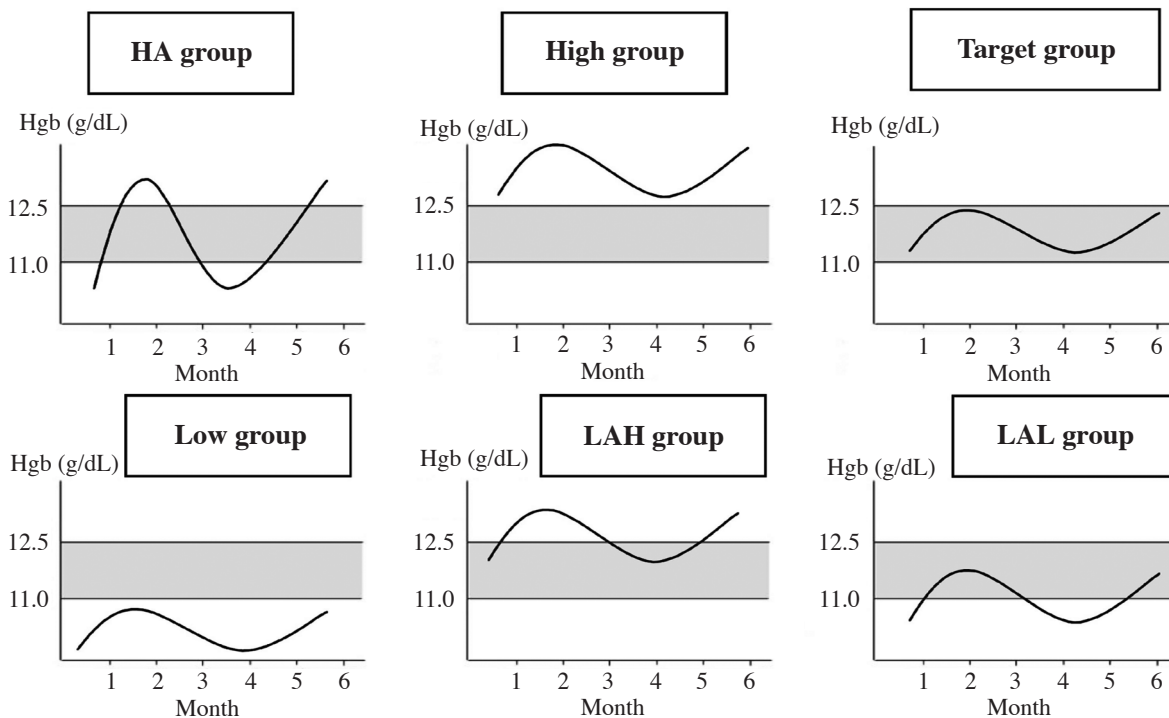 HA group
High group
Target group
Hgb (g/dL)
12.5
11.0
1 2 3 4 5 6
Month
Hgb (g/dL)
12.5
11.0
1 2 3 4 5 6
Month
Hgb (g/dL)
12.5
11.0
1 2 3 4 5 6
Month
Low group
LAH group
LAL group
Hgb (g/dL)
12.5
11.0
1 2 3 4 5 6
Month
Hgb (g/dL)
12.5
11.0
1 2 3 4 5 6
Month
Hgb (g/dL)
12.5
11.0
1 2 3 4 5 6
Month